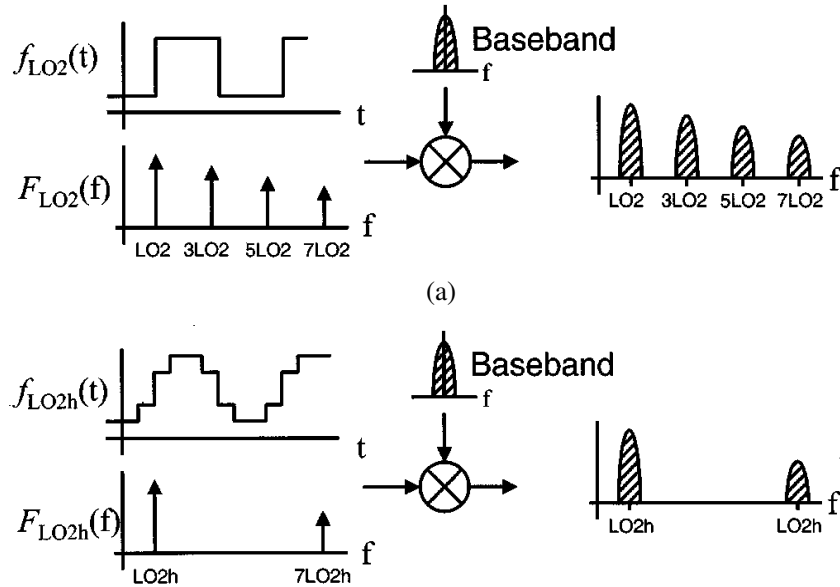 f_LO2(t)
Baseband
f
t
F_LO2(f)
f
LO2 3LO2 5LO2 7LO2
f
LO2 3LO2 5LO2 7LO2
(a)
f_LO2h(t)
Baseband
f
t
F_LO2h(f)
f
LO2h 7LO2h
f
LO2h LO2h